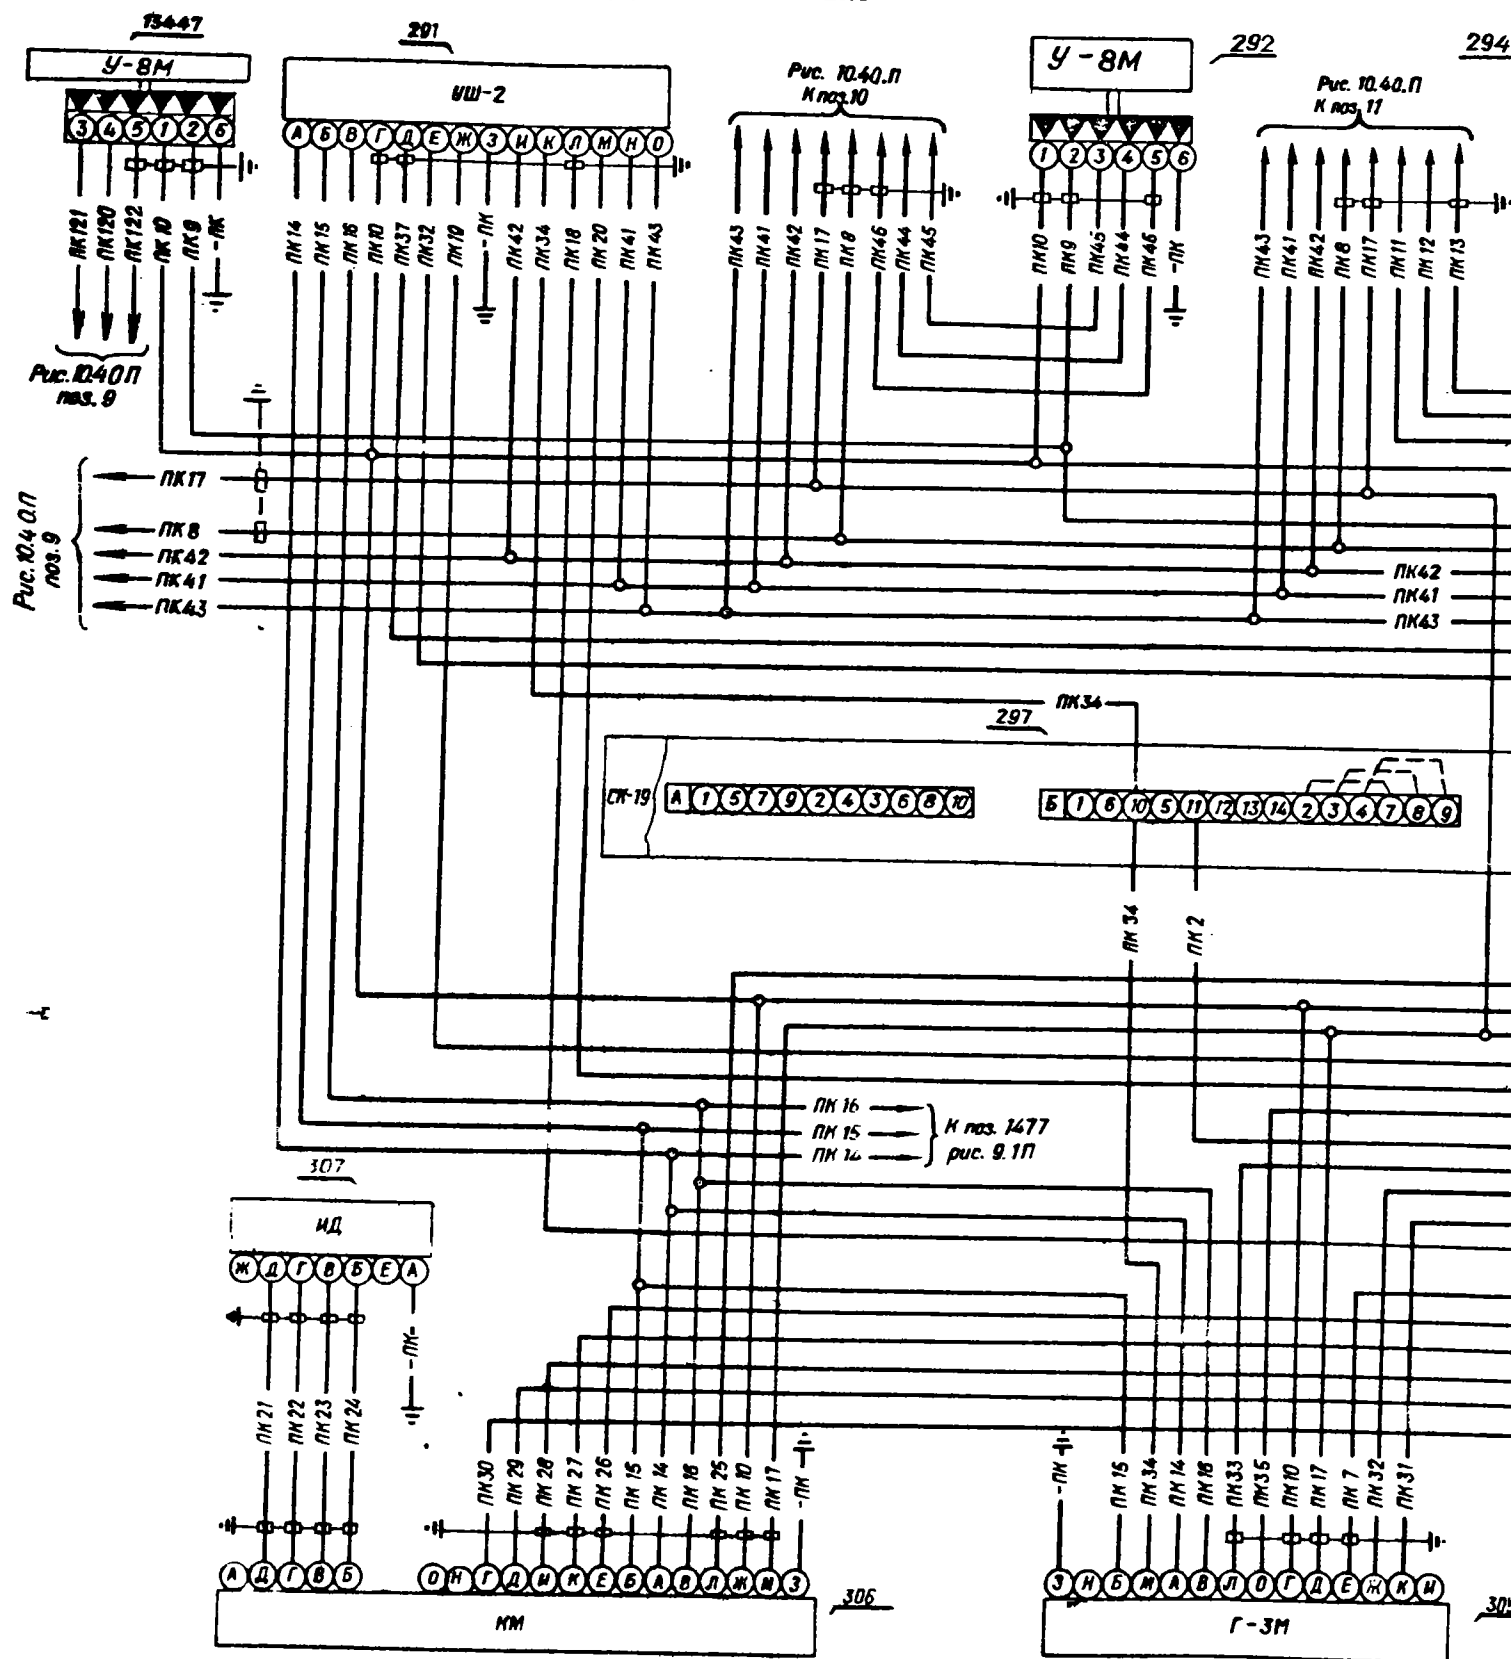 13447
291
292
294
У-8М
УШ-2
Рис. 10.40.П
К поз.10
У-8М
Рис. 10.40.П
К поз. 11
3 4 5 1 2 6
А Б В Г Д Е Ж З И К Л М Н О
1 2 3 4 5 6
ПК121 ПК120 ПК122 ПК10 ПК9 -ПК
ПК14 ПК15 ПК16 ПК10 ПК37 ПК32 ПК19 -ПК ПК42 ПК34 ПК18 ПК20 ПК41 ПК43
ПК43 ПК41 ПК42 ПК17 ПК8 ПК46 ПК44 ПК45
ПК10 ПК9 ПК45 ПК44 ПК46 -ПК
ПК43 ПК41 ПК42 ПК8 ПК17 ПК11 ПК12 ПК13
Рис.10.40П
поз. 9
Рис.10.40.П
поз.9
ПК17
ПК8
ПК42
ПК41
ПК43
ПК42
ПК41
ПК43
ПК34
297
СК-19
А 1 5 7 9 2 4 3 6 8 10
Б 1 6 10 5 11 12 13 14 2 3 4 7 8 9
ПК34 ПК2
ПК16
ПК15
ПК14
К поз. 1477
рис. 9.1П
307
ИД
Ж Д Г В Б Е А
-ПК-
ПК21 ПК22 ПК23 ПК24
ПК30 ПК29 ПК28 ПК27 ПК26 ПК15 ПК14 ПК16 ПК25 ПК10 ПК17 -ПК
-ПК ПК15 ПК34 ПК14 ПК16 ПК33 ПК35 ПК10 ПК17 ПК7 ПК32 ПК31
А Д Г В Б
О Н Г Д И К Е Б А В Л Ж М З
З Н Б М А В Л О Г Д Е Ж К И
КМ
306
Г-3М